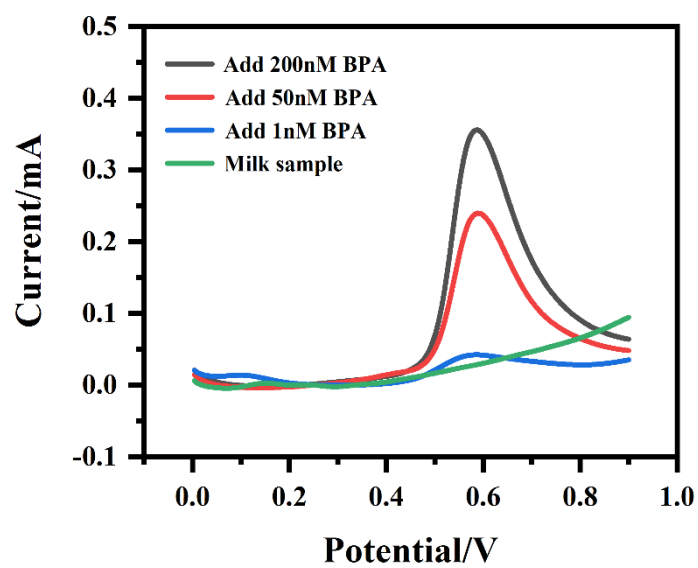 0.5
Add 200nM BPA
Add 50nM BPA
Add 1nM BPA
Milk sample
0.4
0.3
0.2
0.1
0.0
-0.1
Current/mA
0.0 0.2 0.4 0.6 0.8 1.0
Potential/V